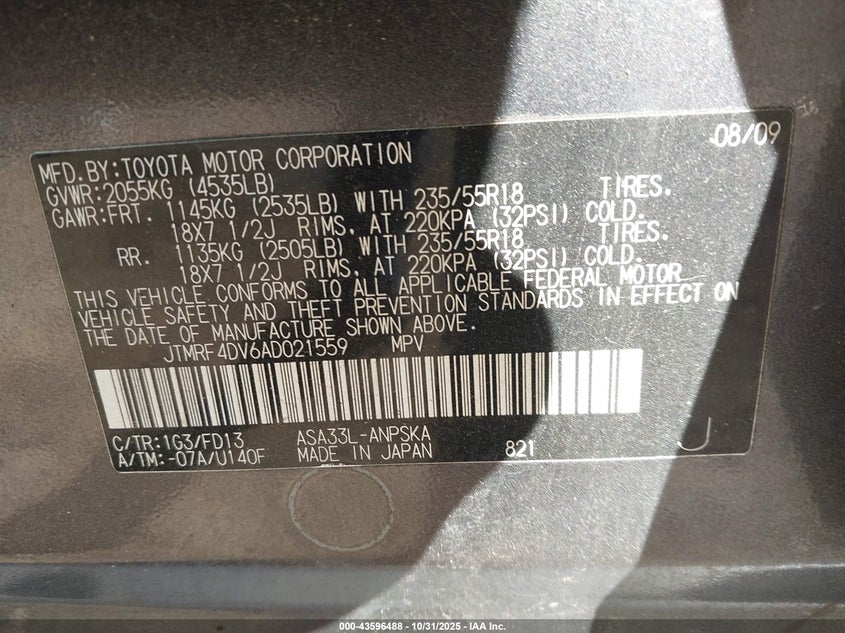 08/09
MFD.BY:TOYOTA MOTOR CORPORATION
GVWR:2055KG (4535LB)
GAWR:FRT. 1145KG (2535LB) WITH 235/55R18 TIRES.
18X7 1/2J RIMS, AT 220KPA (32PSI) COLD.
RR. 1135KG (2505LB) WITH 235/55R18 TIRES.
18X7 1/2J RIMS, AT 220KPA (32PSI) COLD.
THIS VEHICLE CONFORMS TO ALL APPLICABLE FEDERAL MOTOR
VEHICLE SAFETY AND THEFT PREVENTION STANDARDS IN EFFECT ON
THE DATE OF MANUFACTURE SHOWN ABOVE.
JTMRF4DV6AD021559 MPV
C/TR:1G3/FD13 ASA33L-ANPSKA
A/TM:-07A/U140F MADE IN JAPAN 821 J
000-43596488 • 10/31/2025 • IAA Inc.